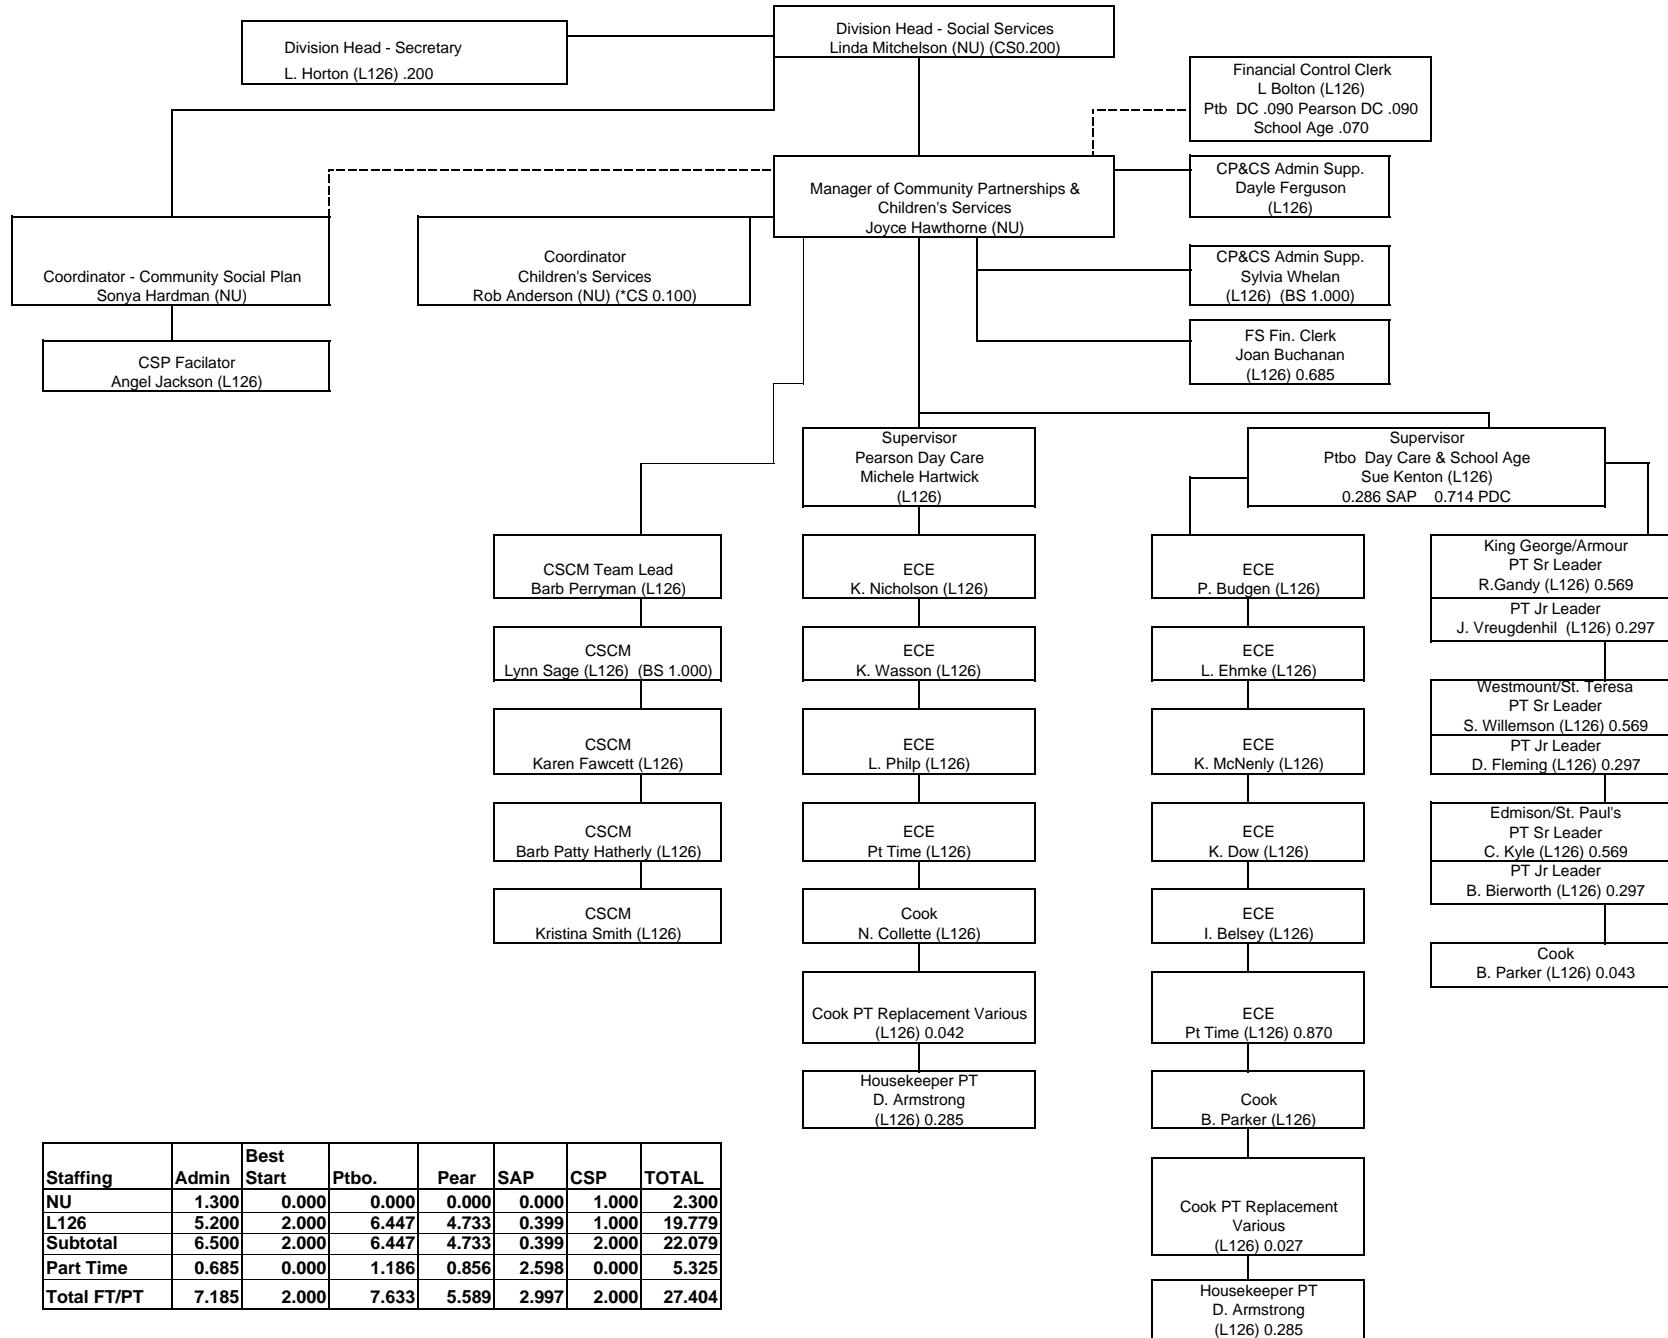 Division Head - Social Services
Linda Mitchelson (NU) (CS0.200)
Division Head - Secretary
L. Horton (L126) .200
Financial Control Clerk
L Bolton (L126)
Ptb DC .090 Pearson DC .090
School Age .070
Manager of Community Partnerships &
Children's Services
Joyce Hawthorne (NU)
CP&CS Admin Supp.
Dayle Ferguson
(L126)
Coordinator - Community Social Plan
Sonya Hardman (NU)
Coordinator
Children's Services
Rob Anderson (NU) (*CS 0.100)
CP&CS Admin Supp.
Sylvia Whelan
(L126) (BS 1.000)
CSP Facilator
Angel Jackson (L126)
FS Fin. Clerk
Joan Buchanan
(L126) 0.685
Supervisor
Pearson Day Care
Michele Hartwick
(L126)
Supervisor
Ptbo Day Care & School Age
Sue Kenton (L126)
0.286 SAP 0.714 PDC
CSCM Team Lead
Barb Perryman (L126)
CSCM
Lynn Sage (L126) (BS 1.000)
CSCM
Karen Fawcett (L126)
CSCM
Barb Patty Hatherly (L126)
CSCM
Kristina Smith (L126)
ECE
K. Nicholson (L126)
ECE
K. Wasson (L126)
ECE
L. Philp (L126)
ECE
Pt Time (L126)
Cook
N. Collette (L126)
Cook PT Replacement Various
(L126) 0.042
Housekeeper PT
D. Armstrong
(L126) 0.285
ECE
P. Budgen (L126)
ECE
L. Ehmke (L126)
ECE
K. McNenly (L126)
ECE
K. Dow (L126)
ECE
I. Belsey (L126)
ECE
Pt Time (L126) 0.870
Cook
B. Parker (L126)
Cook PT Replacement
Various
(L126) 0.027
Housekeeper PT
D. Armstrong
(L126) 0.285
King George/Armour
PT Sr Leader
R.Gandy (L126) 0.569
PT Jr Leader
J. Vreugdenhil (L126) 0.297
Westmount/St. Teresa
PT Sr Leader
S. Willemson (L126) 0.569
PT Jr Leader
D. Fleming (L126) 0.297
Edmison/St. Paul's
PT Sr Leader
C. Kyle (L126) 0.569
PT Jr Leader
B. Bierworth (L126) 0.297
Cook
B. Parker (L126) 0.043
Staffing Admin Best Start Ptbo. Pear SAP CSP TOTAL
NU 1.300 0.000 0.000 0.000 0.000 1.000 2.300
L126 5.200 2.000 6.447 4.733 0.399 1.000 19.779
Subtotal 6.500 2.000 6.447 4.733 0.399 2.000 22.079
Part Time 0.685 0.000 1.186 0.856 2.598 0.000 5.325
Total FT/PT 7.185 2.000 7.633 5.589 2.997 2.000 27.404